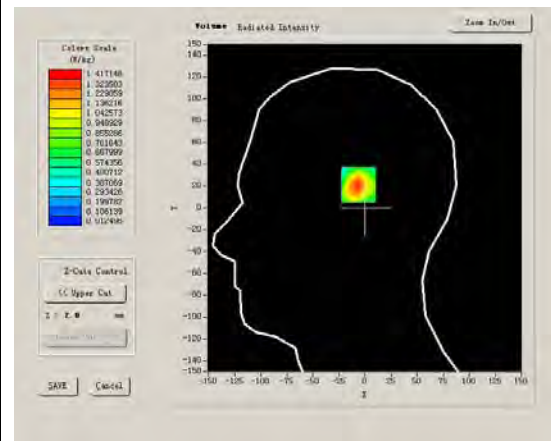 Volume Radiated Intensity
Zoom In/Out
Colors Scale
(W/kg)
1.417146
1.323503
1.229859
1.136216
1.042573
0.948929
0.855286
0.761643
0.667999
0.574356
0.480712
0.387069
0.293426
0.199782
0.106139
0.012496
150
140
120
100
80
60
40
20
0
-20
-40
-60
-80
-100
-120
-140
-150
Y
-150 -125 -100 -75 -50 -25 0 25 50 75 100 125 150
X
Z-Cuts Control
<< Upper Cut
mm
SAVE
Cancel